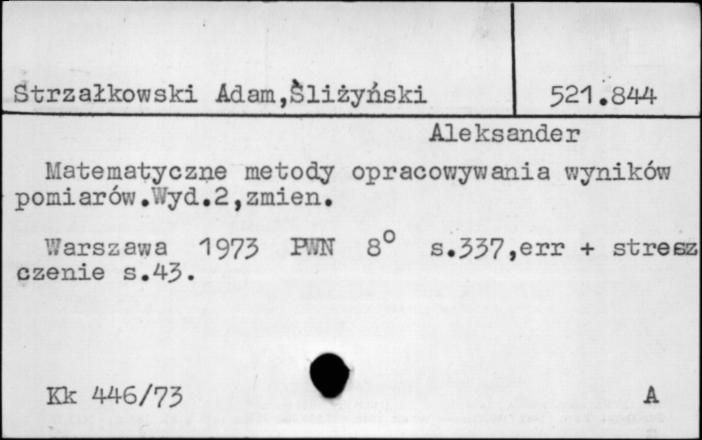 Strzałkowski Adam,Śliżyński 521.844
Aleksander
Matematyczne metody opracowywania wyników
pomiarów.Wyd.2,zmien.
Warszawa 1973 PWN 8° s.337,err + stresz
czenie s.43.
Kk 446/73 A